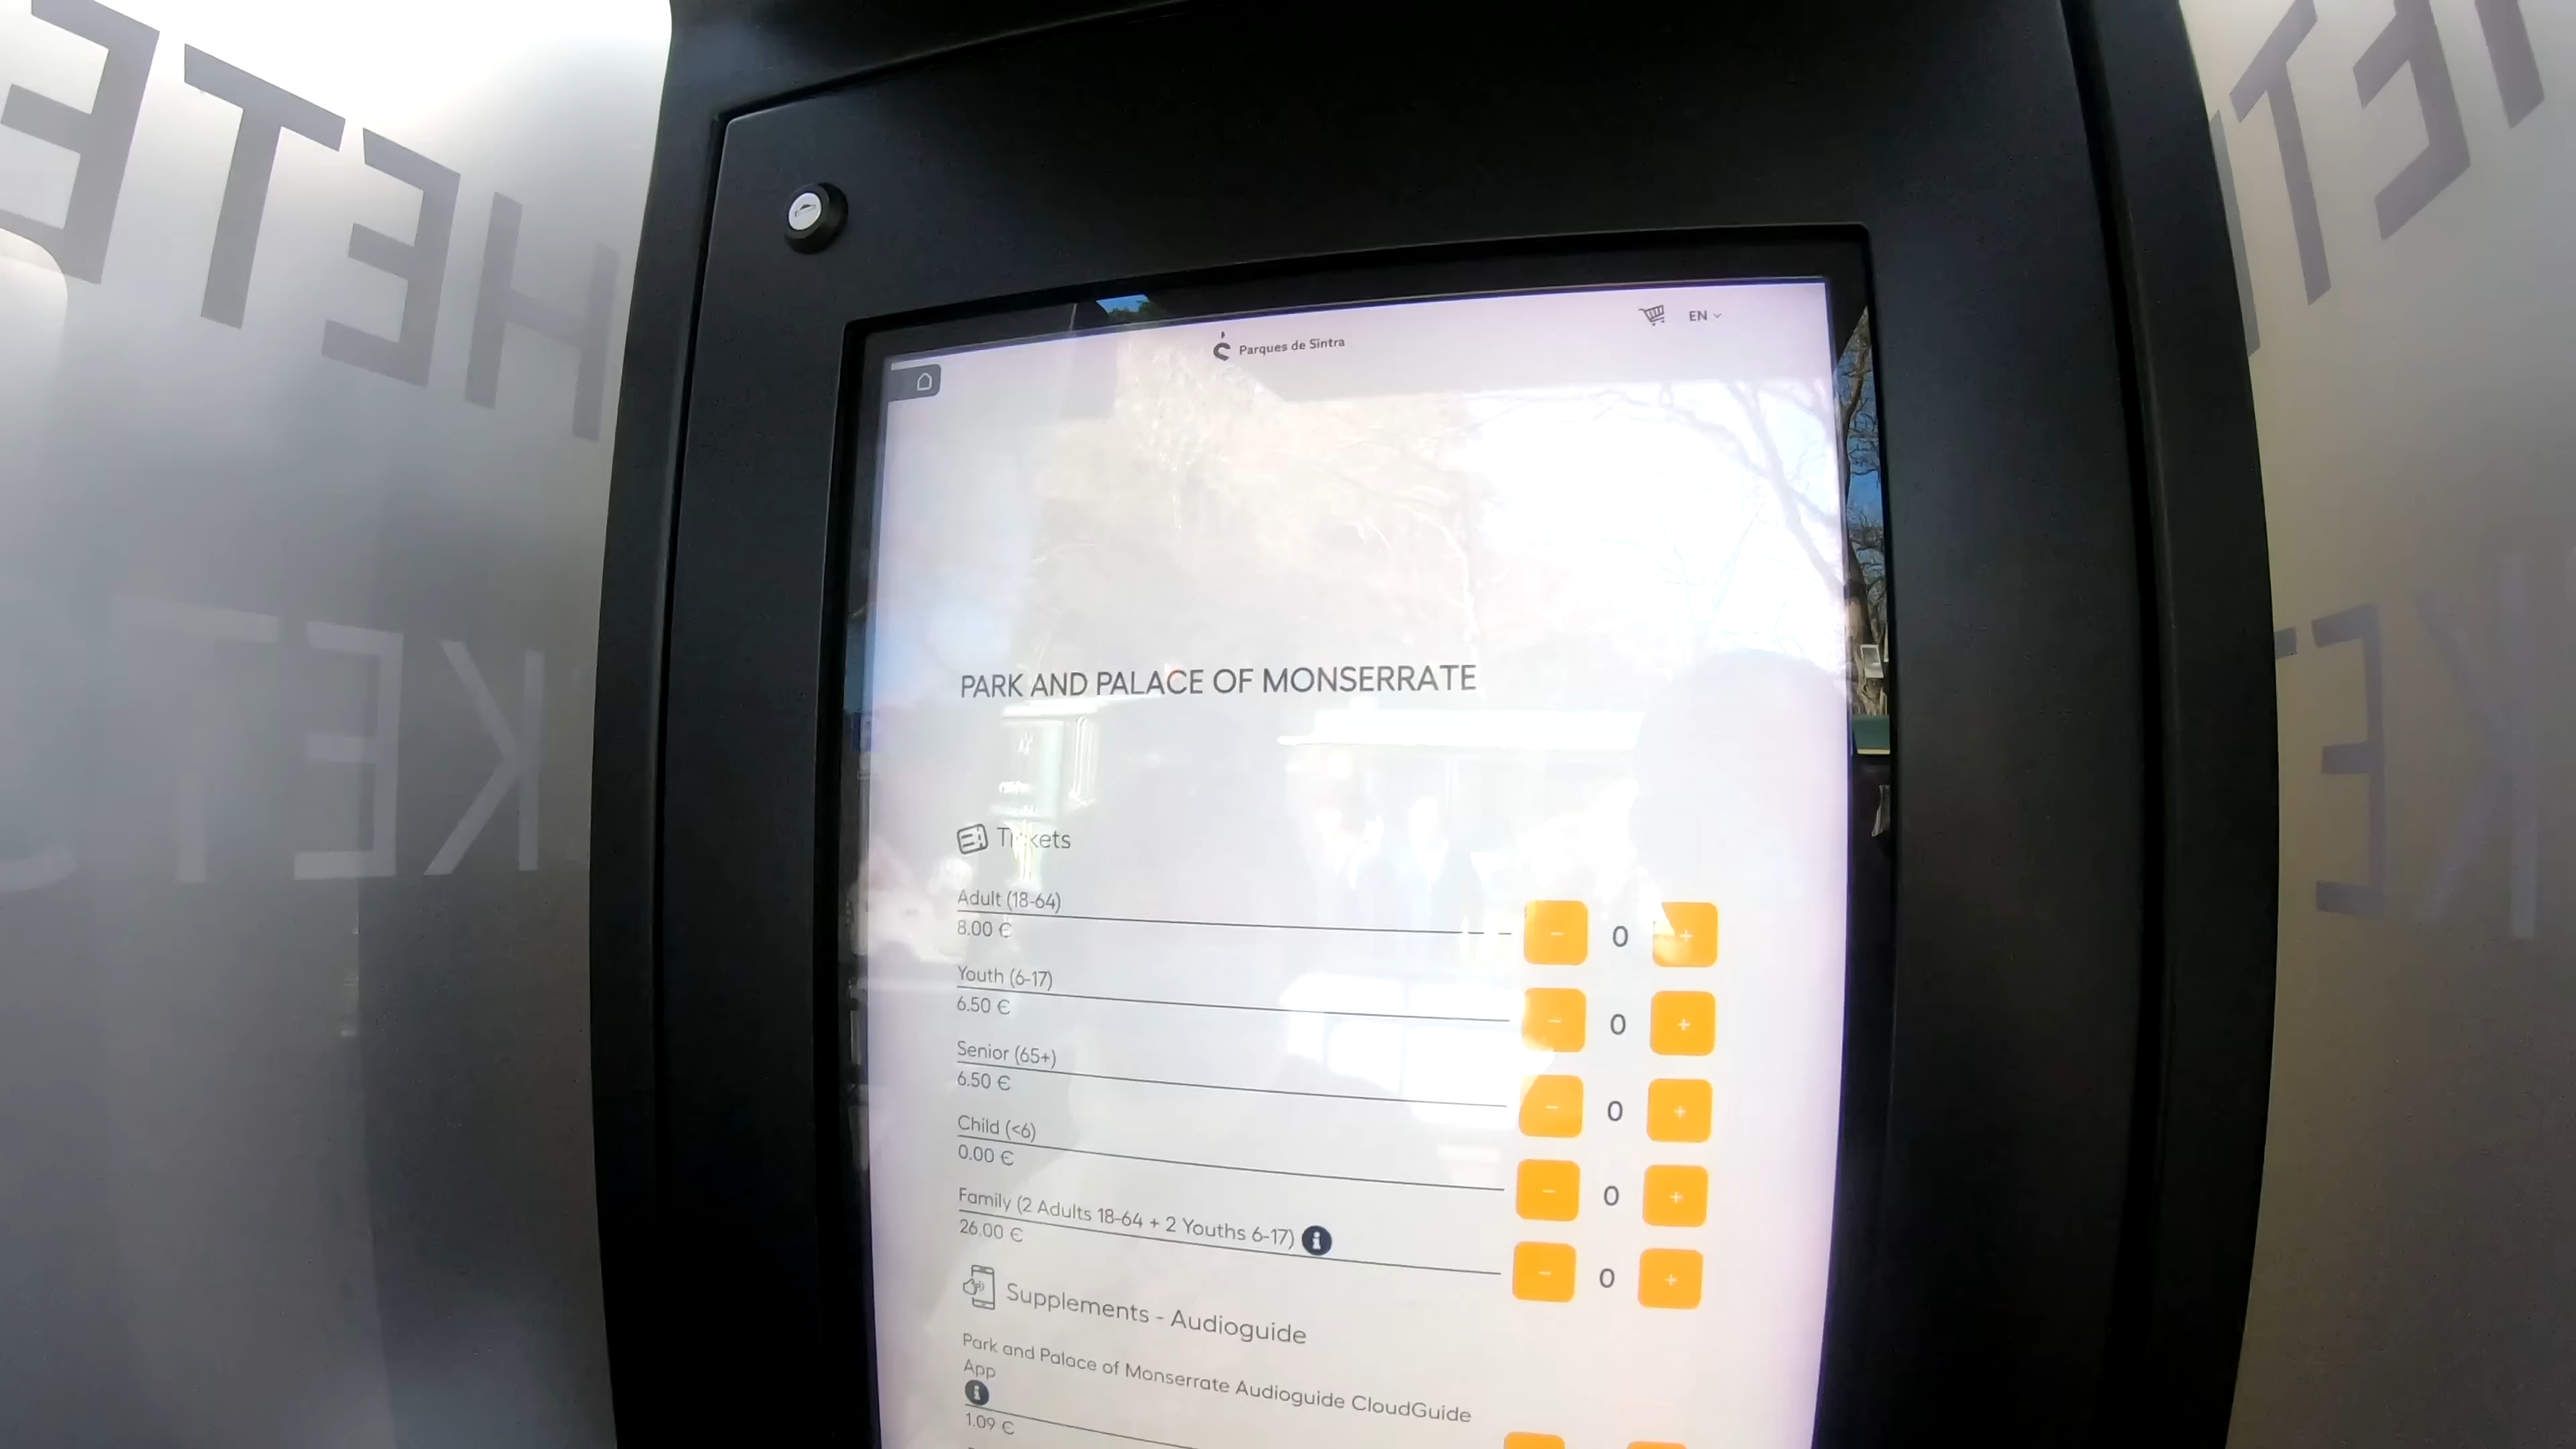 Parques de Sintra
EN
PARK AND PALACE OF MONSERRATE
Tickets
Adult (18-64)
8.00 €
0
Youth (6-17)
6.50 €
0
Senior (65+)
6.50 €
0
Child (<6)
0.00 €
0
Family (2 Adults 18-64 + 2 Youths 6-17)
26.00 €
0
Supplements - Audioguide
Park and Palace of Monserrate Audioguide CloudGuide
App
1.09 €